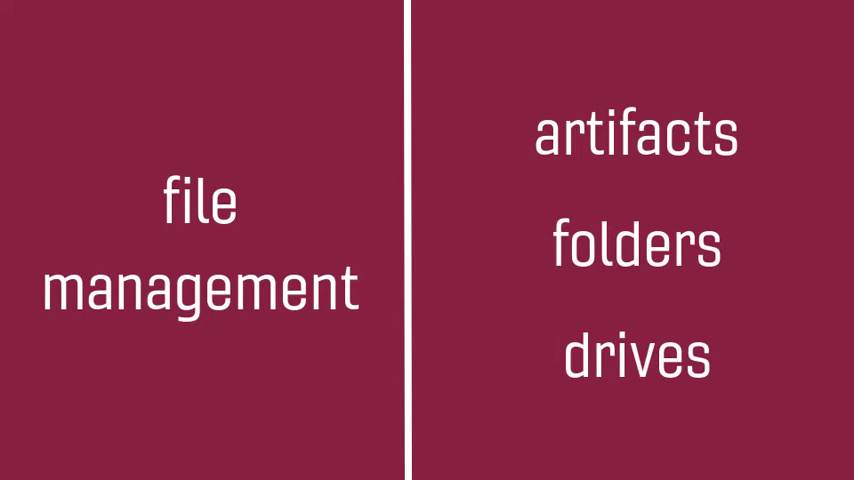 file
management
artifacts
folders
drives